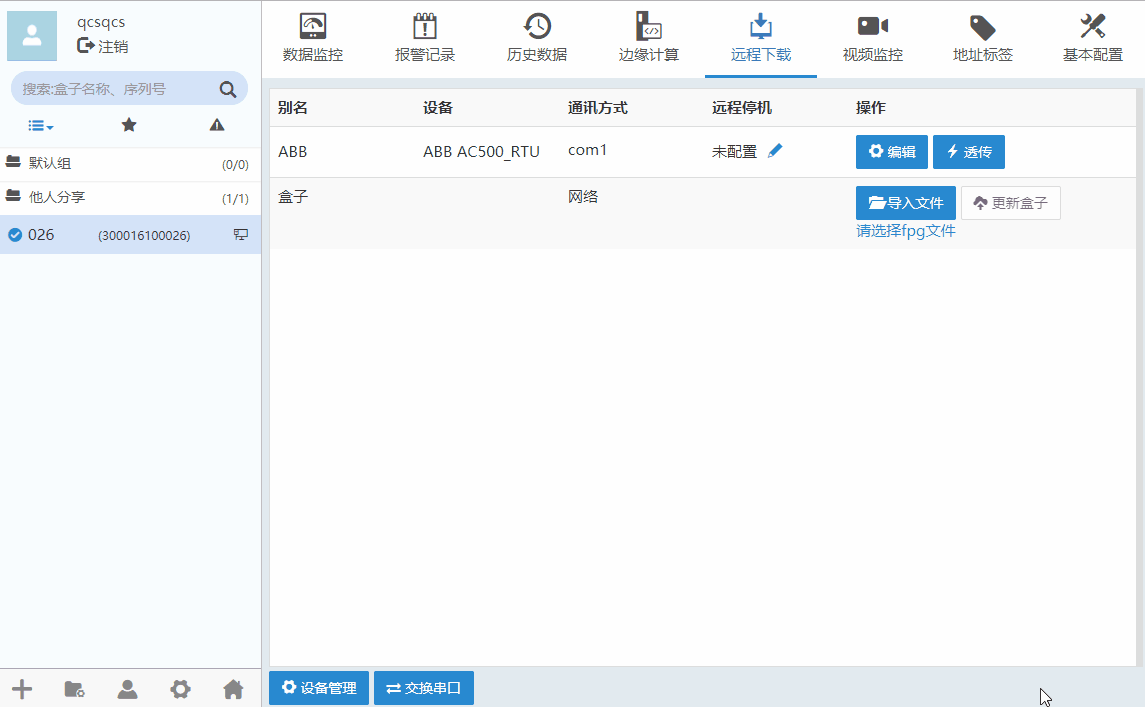 qcsqcs
注销
搜索:盒子名称、序列号
默认组 (0/0)
他人分享 (1/1)
026 (300016100026)
数据监控 报警记录 历史数据 边缘计算 远程下载 视频监控 地址标签 基本配置
别名 设备 通讯方式 远程停机 操作
ABB ABB AC500_RTU com1 未配置 编辑 透传
盒子 网络 导入文件 更新盒子
请选择fpg文件
设备管理 交换串口